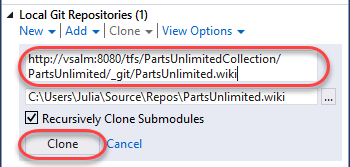 Local Git Repositories (1)
New Add Clone View Options
http://vsalm:8080/tfs/PartsUnlimitedCollection/
PartsUnlimited/_git/PartsUnlimited.wiki
C:\Users\Julia\Source\Repos\PartsUnlimited.wiki ...
Recursively Clone Submodules
Clone Cancel